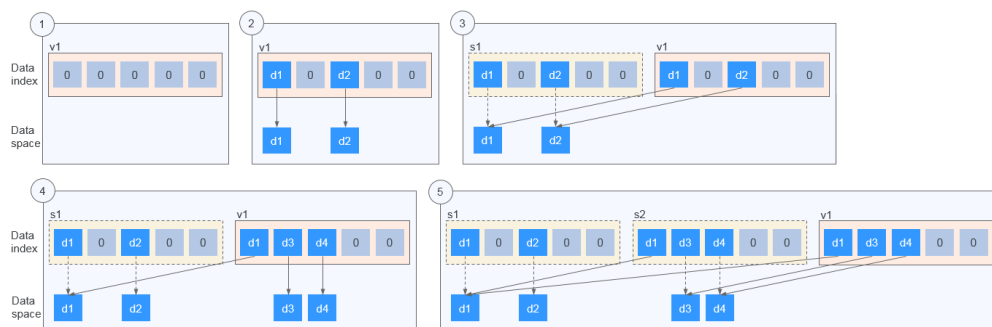 1
v1
Data index
0 0 0 0 0
Data space
2
v1
d1 0 d2 0 0
d1 d2
3
s1 v1
d1 0 d2 0 0 d1 0 d2 0 0
d1 d2
4
s1 v1
Data index
d1 0 d2 0 0 d1 d3 d4 0 0
Data space
d1 d2 d3 d4
5
s1 s2 v1
d1 0 d2 0 0 d1 d3 d4 0 0 d1 d3 d4 0 0
d1 d2 d3 d4